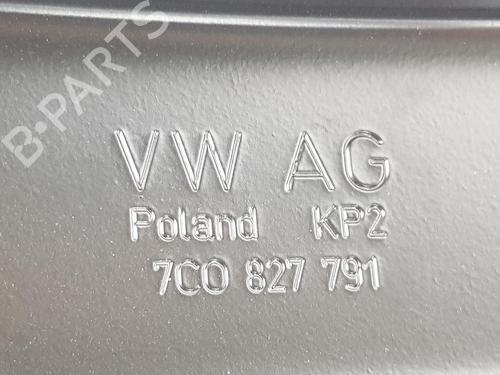 B-PARTS
VW AG
Poland KP2
7C0 827 791